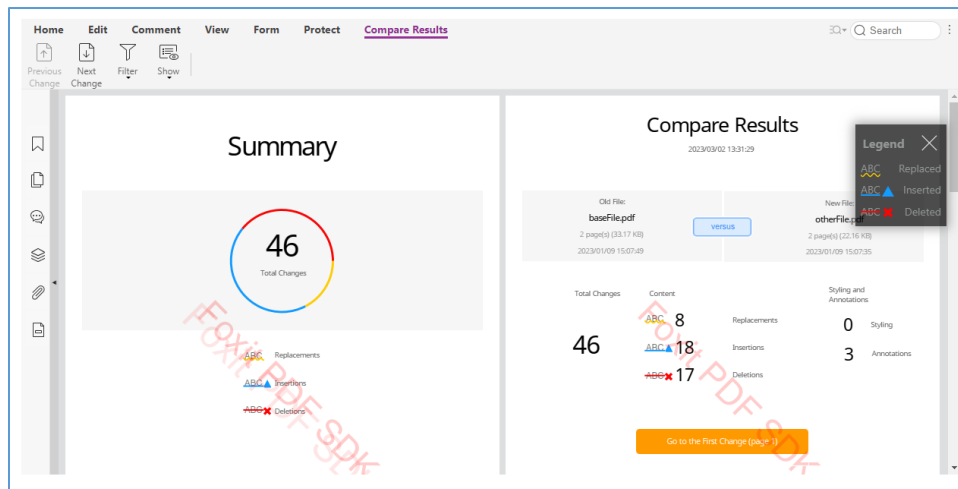 Home Edit Comment View Form Protect Compare Results
Search
Previous Change
Next Change
Filter
Show
Summary
46
Total Changes
ABC Replacements
ABC Insertions
ABC Deletions
Foxit PDF SDK
Compare Results
2023/03/02 13:31:29
Old File:
baseFile.pdf
2 page(s) (33.17 KB)
2023/01/09 15:07:49
versus
New File:
otherFile.pdf
2 page(s) (22.16 KB)
2023/01/09 15:07:35
Legend
ABC Replaced
ABC Inserted
ABC Deleted
Total Changes
46
Content
ABC 8 Replacements
ABC 18 Insertions
ABC 17 Deletions
Styling and
Annotations
0 Styling
3 Annotations
Go to the First Change (page 1)
Foxit PDF SDK